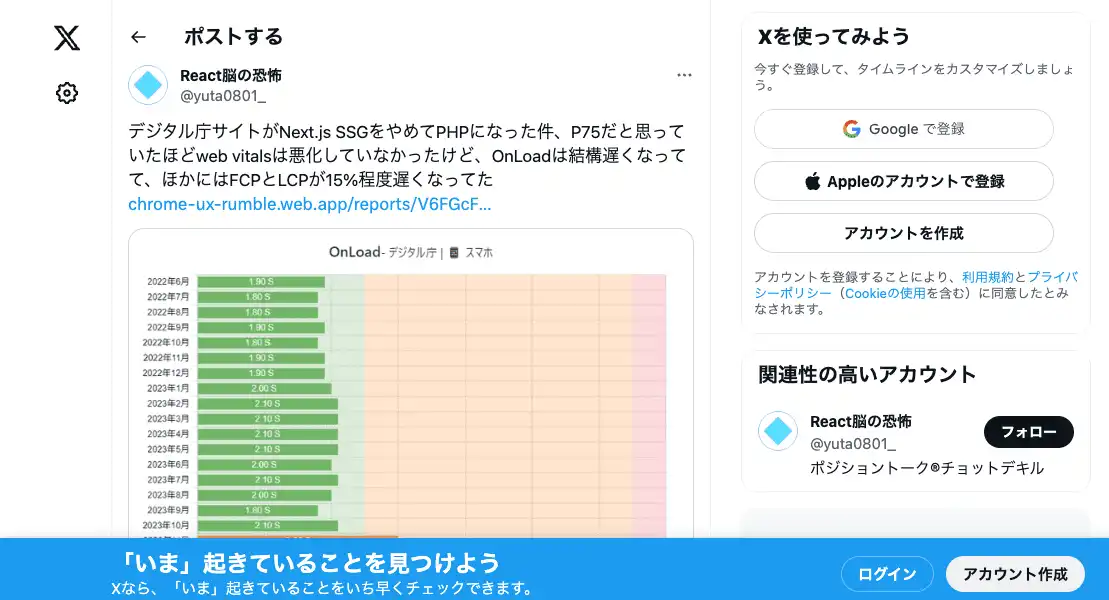 ポストする
React脳の恐怖
@yuta0801_
デジタル庁サイトがNext.js SSGをやめてPHPになった件、P75だと思って
いたほどweb vitalsは悪化していなかったけど、OnLoadは結構遅くなって
て、ほかにはFCPとLCPが15%程度遅くなってた
chrome-ux-rumble.web.app/reports/V6FGcF...
OnLoad- デジタル庁 | スマホ
2022年6月 1.90 S
2022年7月 1.80 S
2022年8月 1.80 S
2022年9月 1.90 S
2022年10月 1.80 S
2022年11月 1.90 S
2022年12月 1.90 S
2023年1月 2.00 S
2023年2月 2.10 S
2023年3月 2.10 S
2023年4月 2.10 S
2023年5月 2.10 S
2023年6月 2.00 S
2023年7月 2.10 S
2023年8月 2.00 S
2023年9月 1.80 S
2023年10月 2.10 S
Xを使ってみよう
今すぐ登録して、タイムラインをカスタマイズしましょ
う。
Google で登録
Appleのアカウントで登録
アカウントを作成
アカウントを登録することにより、利用規約とプライバ
シーポリシー（Cookieの使用を含む）に同意したとみ
なされます。
関連性の高いアカウント
React脳の恐怖
@yuta0801_
フォロー
ポジショントーク®チョットデキル
「いま」起きていることを見つけよう
Xなら、「いま」起きていることをいち早くチェックできます。
ログイン
アカウント作成